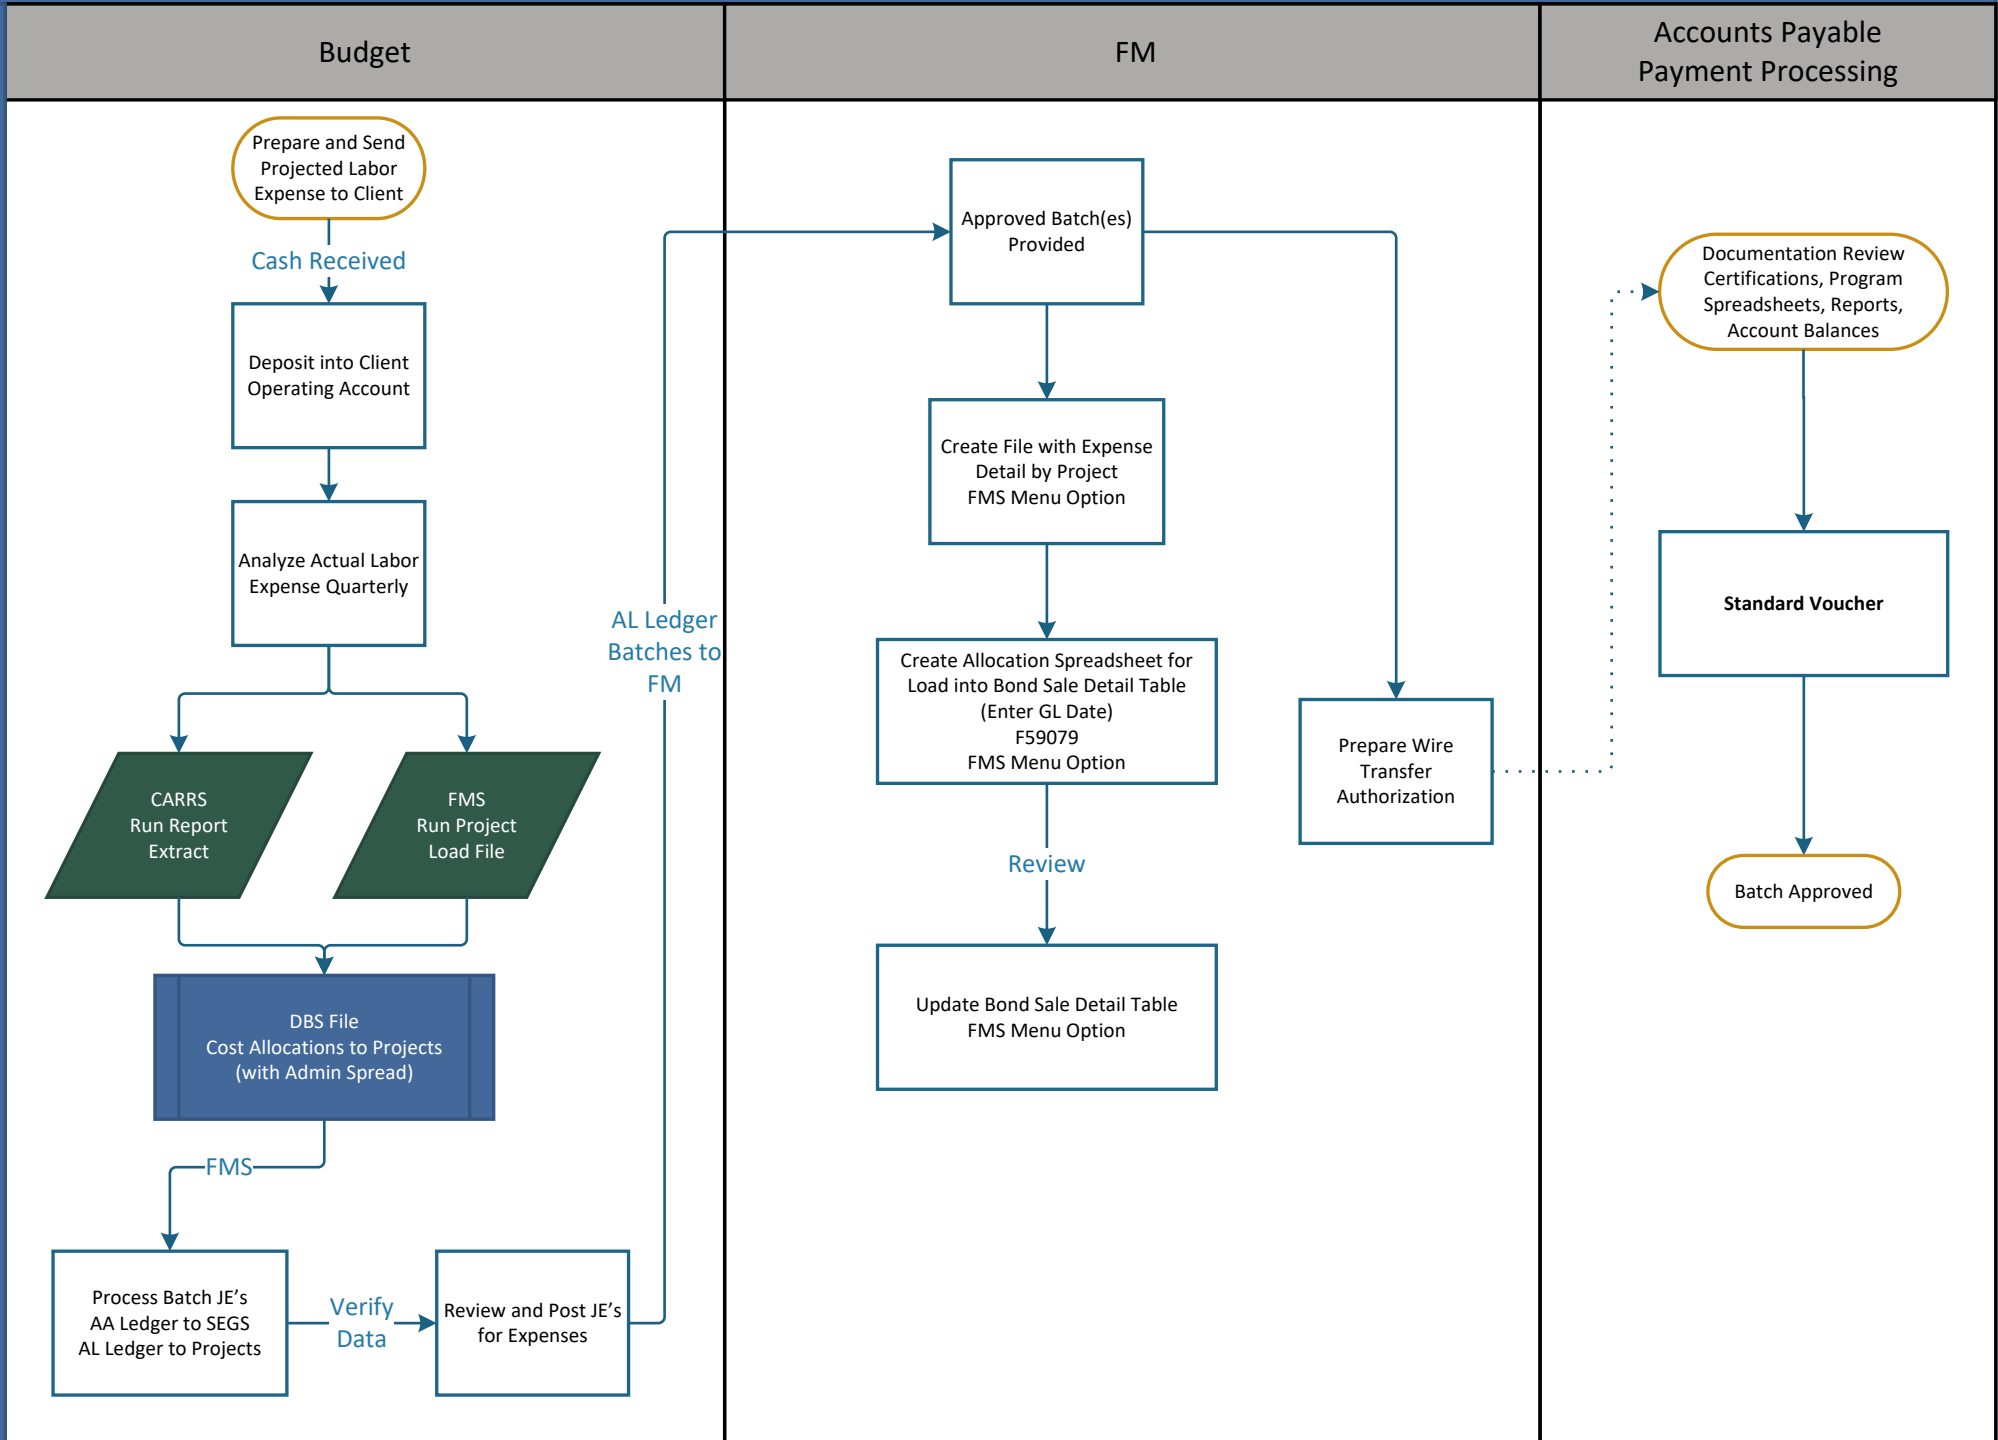 Budget
FM
Accounts Payable
Payment Processing
Prepare and Send
Projected Labor
Expense to Client
Cash Received
Deposit into Client
Operating Account
Analyze Actual Labor
Expense Quarterly
CARRS
Run Report
Extract
FMS
Run Project
Load File
DBS File
Cost Allocations to Projects
(with Admin Spread)
FMS
Process Batch JE’s
AA Ledger to SEGS
AL Ledger to Projects
Verify
Data
Review and Post JE’s
for Expenses
AL Ledger
Batches to
FM
Approved Batch(es)
Provided
Create File with Expense
Detail by Project
FMS Menu Option
Create Allocation Spreadsheet for
Load into Bond Sale Detail Table
(Enter GL Date)
F59079
FMS Menu Option
Review
Update Bond Sale Detail Table
FMS Menu Option
Prepare Wire
Transfer
Authorization
Documentation Review
Certifications, Program
Spreadsheets, Reports,
Account Balances
Standard Voucher
Batch Approved